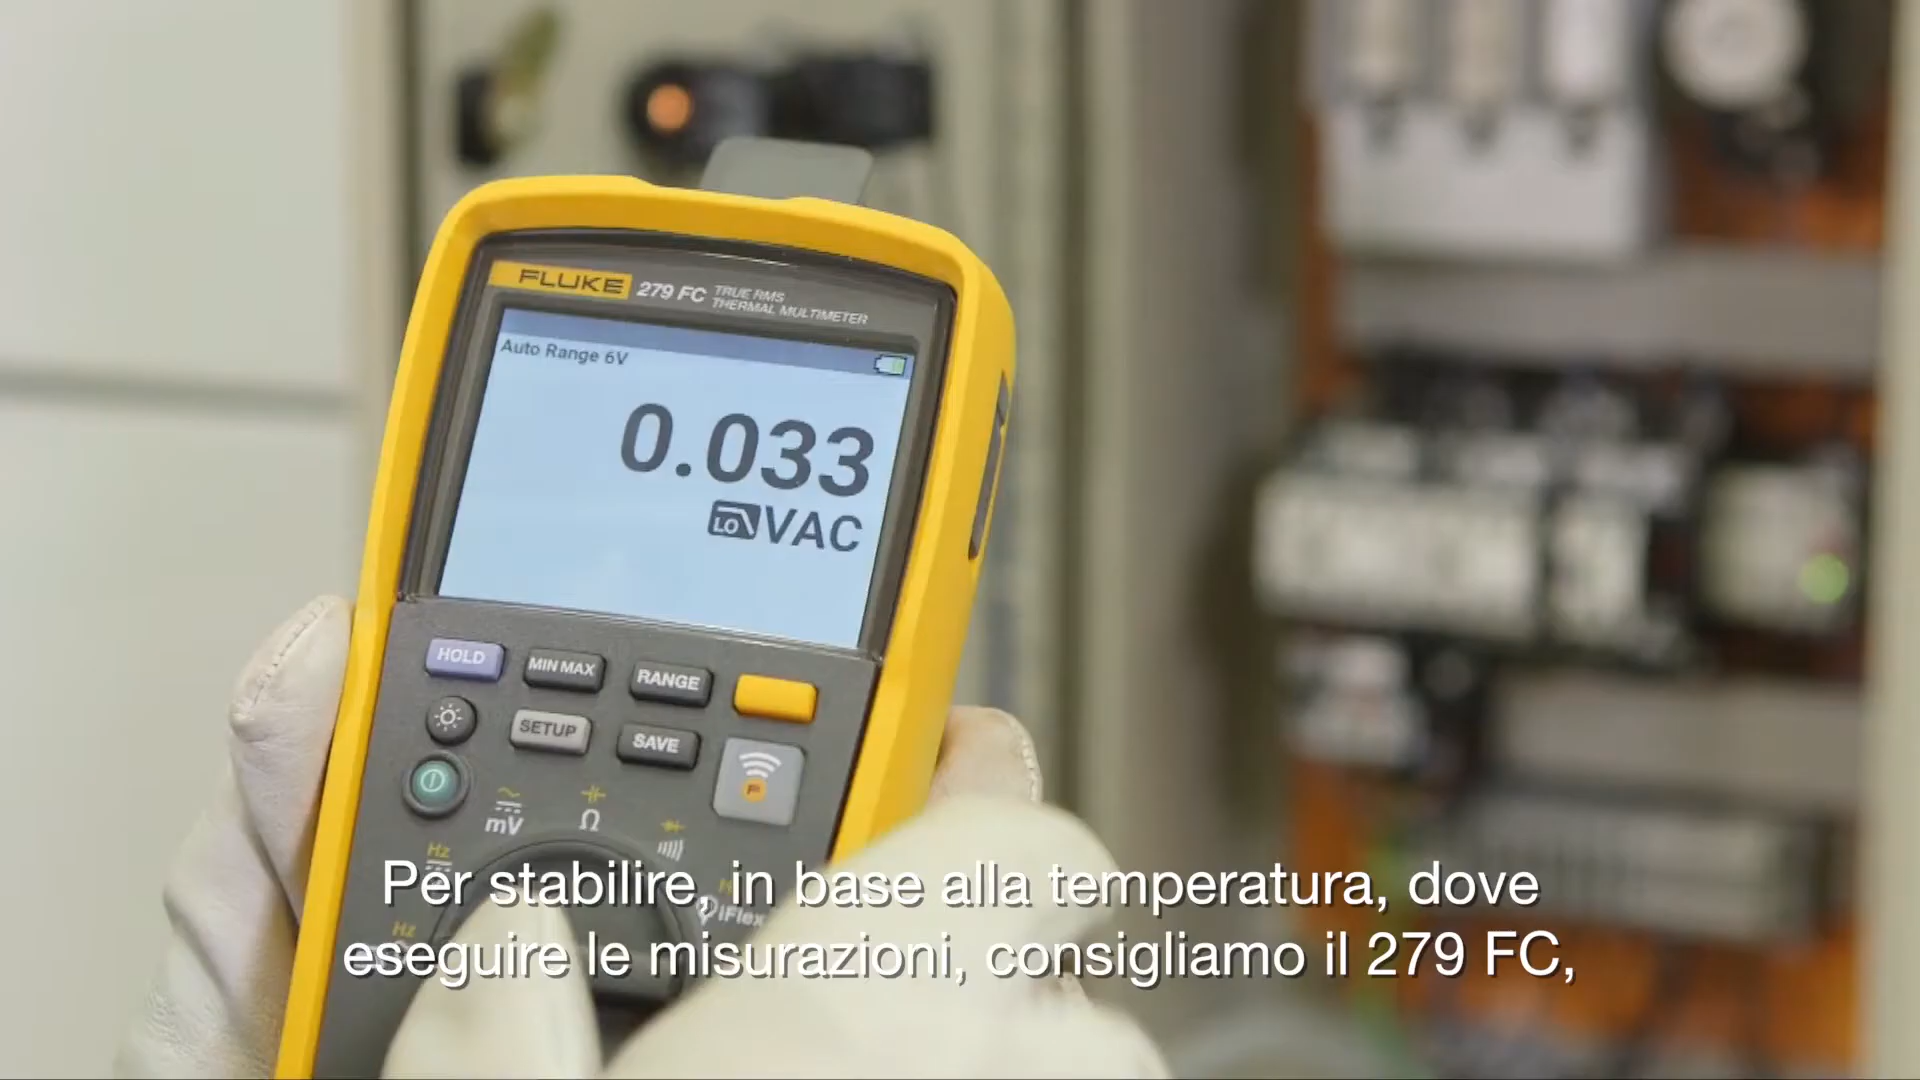 FLUKE 279 FC TRUE RMS
THERMAL MULTIMETER
Auto Range 6V
0.033
LO VAC
HOLD
MIN MAX
RANGE
SETUP
SAVE
mV
Ω
Hz
iFlex
Hz
Per stabilire, in base alla temperatura, dove
eseguire le misurazioni, consigliamo il 279 FC,